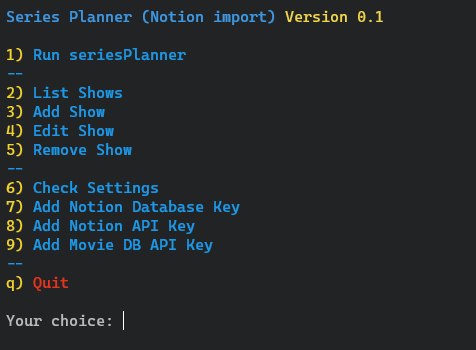 Series Planner (Notion import) Version 0.1
1) Run seriesPlanner
--
2) List Shows
3) Add Show
4) Edit Show
5) Remove Show
--
6) Check Settings
7) Add Notion Database Key
8) Add Notion API Key
9) Add Movie DB API Key
--
q) Quit
Your choice: